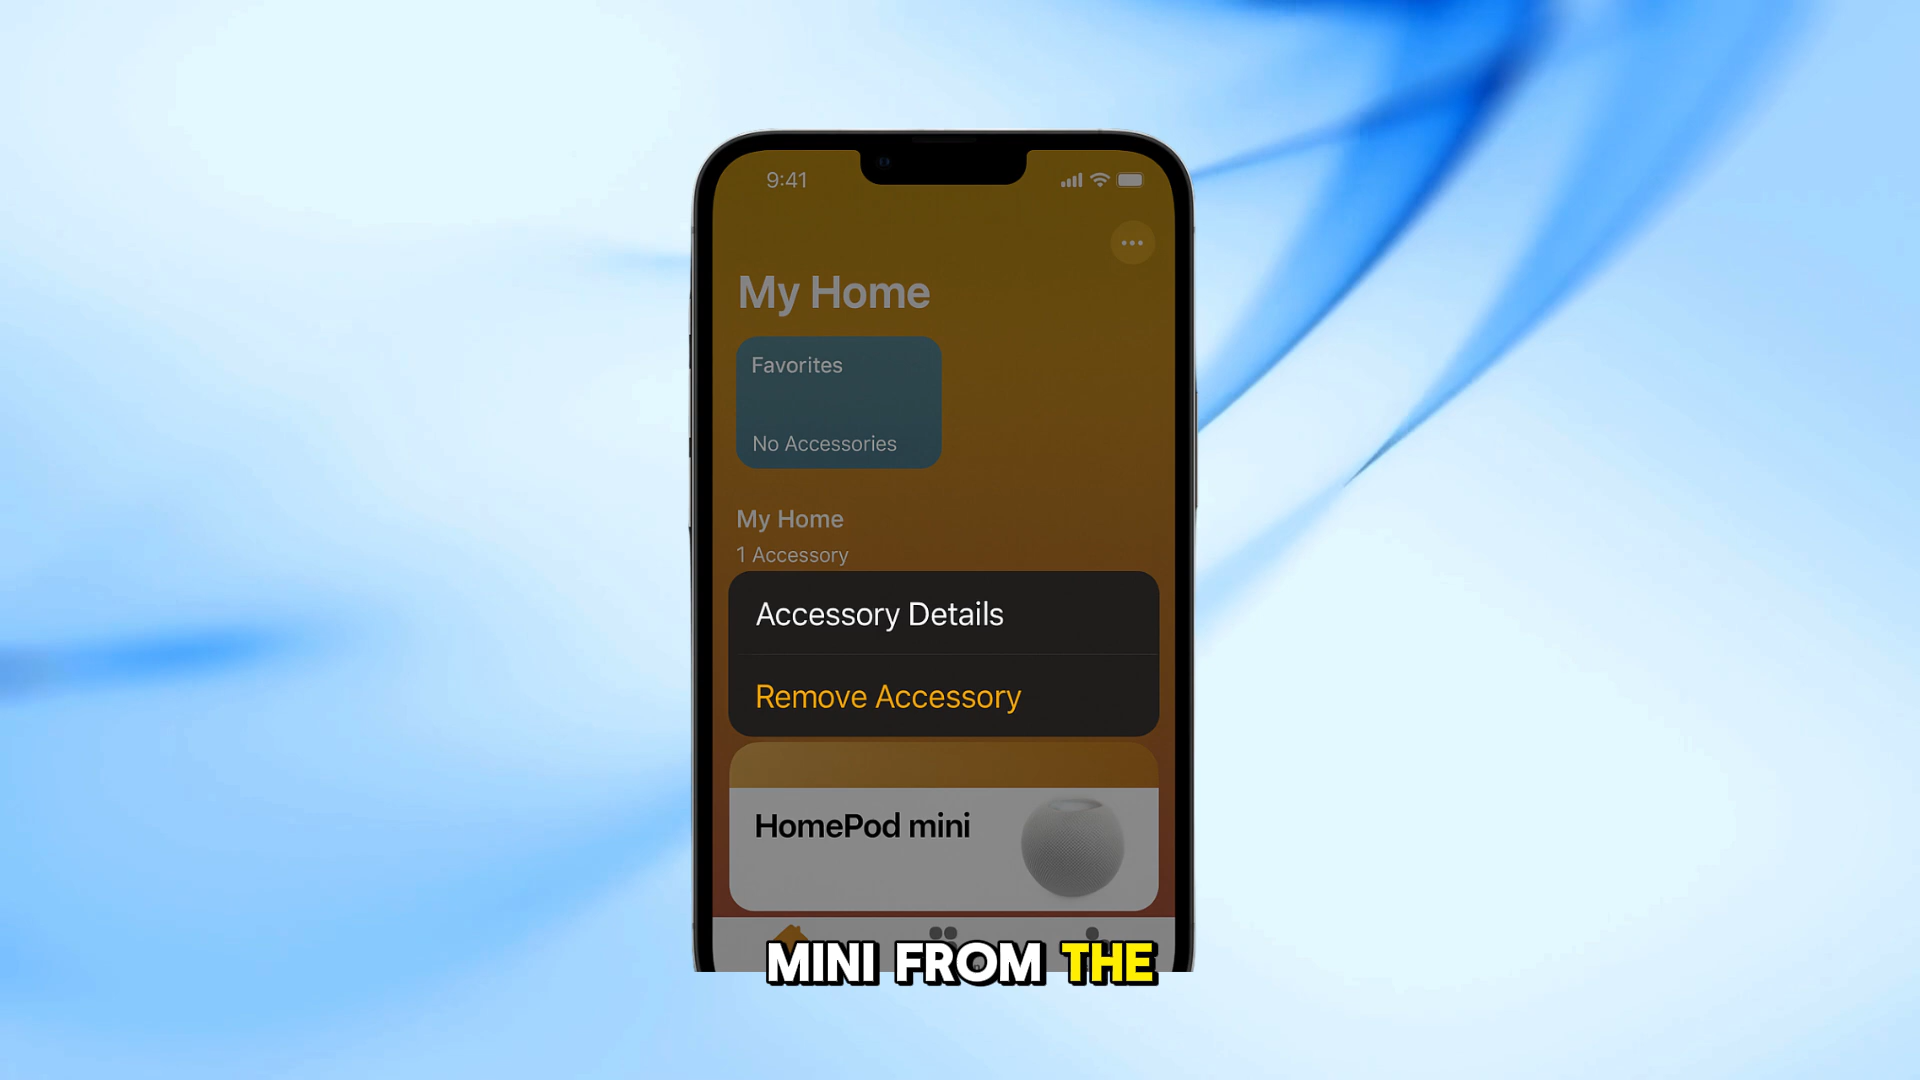 9:41
My Home
Favorites
No Accessories
My Home
1 Accessory
Accessory Details
Remove Accessory
HomePod mini
MINI FROM THE